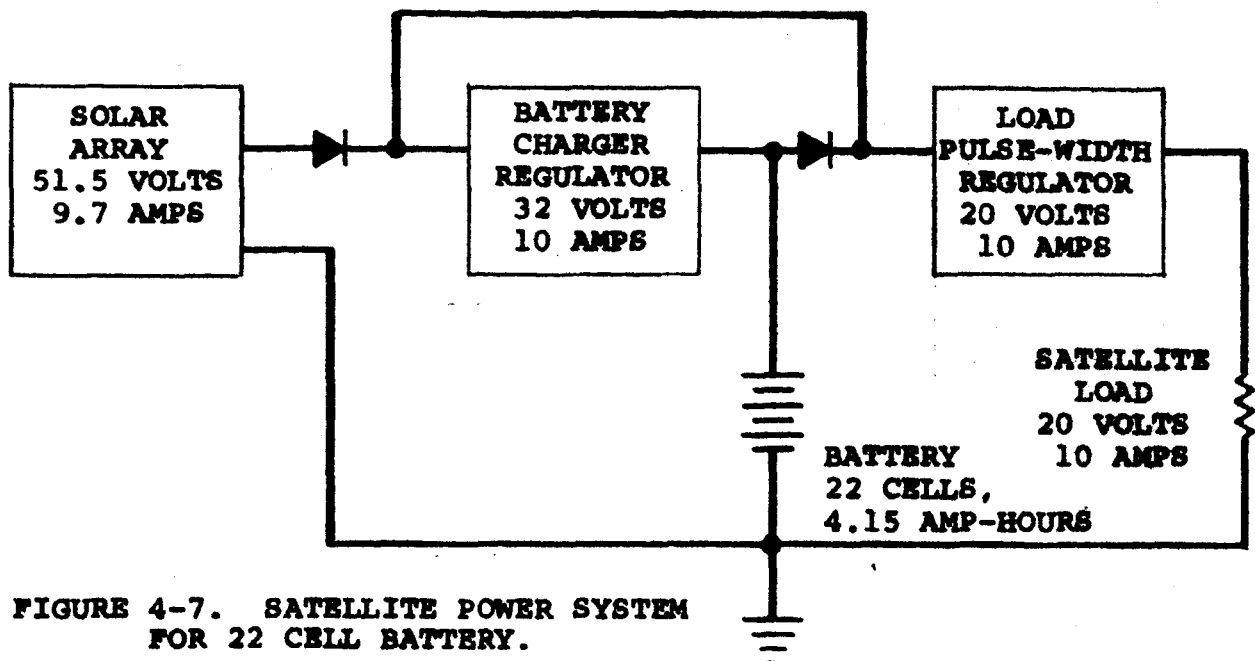 SOLAR
ARRAY
51.5 VOLTS
9.7 AMPS
BATTERY
CHARGER
REGULATOR
32 VOLTS
10 AMPS
LOAD
PULSE-WIDTH
REGULATOR
20 VOLTS
10 AMPS
SATELLITE
LOAD
20 VOLTS
10 AMPS
BATTERY
22 CELLS,
4.15 AMP-HOURS
FIGURE 4-7. SATELLITE POWER SYSTEM
FOR 22 CELL BATTERY.